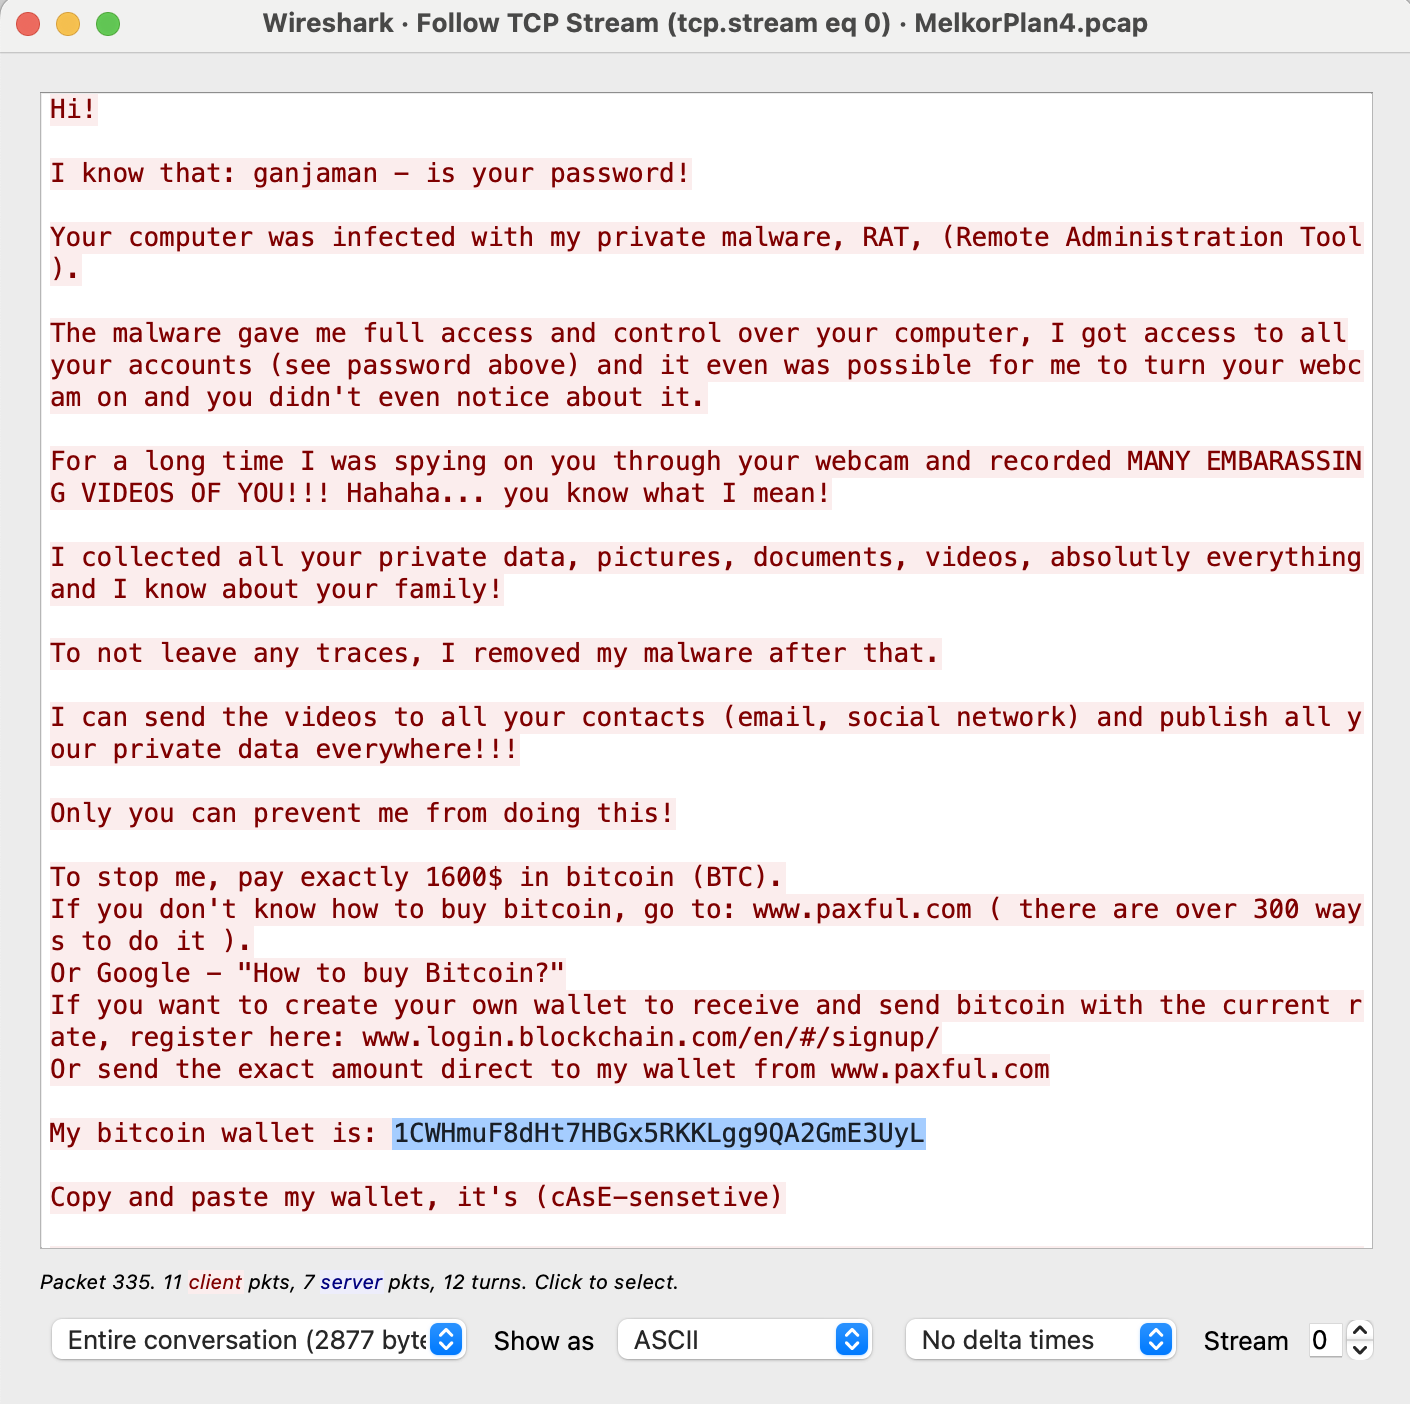 Wireshark · Follow TCP Stream (tcp.stream eq 0) · MelkorPlan4.pcap
Hi!
I know that: ganjaman – is your password!
Your computer was infected with my private malware, RAT, (Remote Administration Tool
).
The malware gave me full access and control over your computer, I got access to all
your accounts (see password above) and it even was possible for me to turn your webc
am on and you didn't even notice about it.
For a long time I was spying on you through your webcam and recorded MANY EMBARASSIN
G VIDEOS OF YOU!!! Hahaha... you know what I mean!
I collected all your private data, pictures, documents, videos, absolutly everything
and I know about your family!
To not leave any traces, I removed my malware after that.
I can send the videos to all your contacts (email, social network) and publish all y
our private data everywhere!!!
Only you can prevent me from doing this!
To stop me, pay exactly 1600$ in bitcoin (BTC).
If you don't know how to buy bitcoin, go to: www.paxful.com ( there are over 300 way
s to do it ).
Or Google – "How to buy Bitcoin?"
If you want to create your own wallet to receive and send bitcoin with the current r
ate, register here: www.login.blockchain.com/en/#/signup/
Or send the exact amount direct to my wallet from www.paxful.com
My bitcoin wallet is: 1CWHmuF8dHt7HBGx5RKKLgg9QA2GmE3UyL
Copy and paste my wallet, it's (cAsE–sensetive)
Packet 335. 11 client pkts, 7 server pkts, 12 turns. Click to select.
Entire conversation (2877 byte Show as ASCII No delta times Stream 0